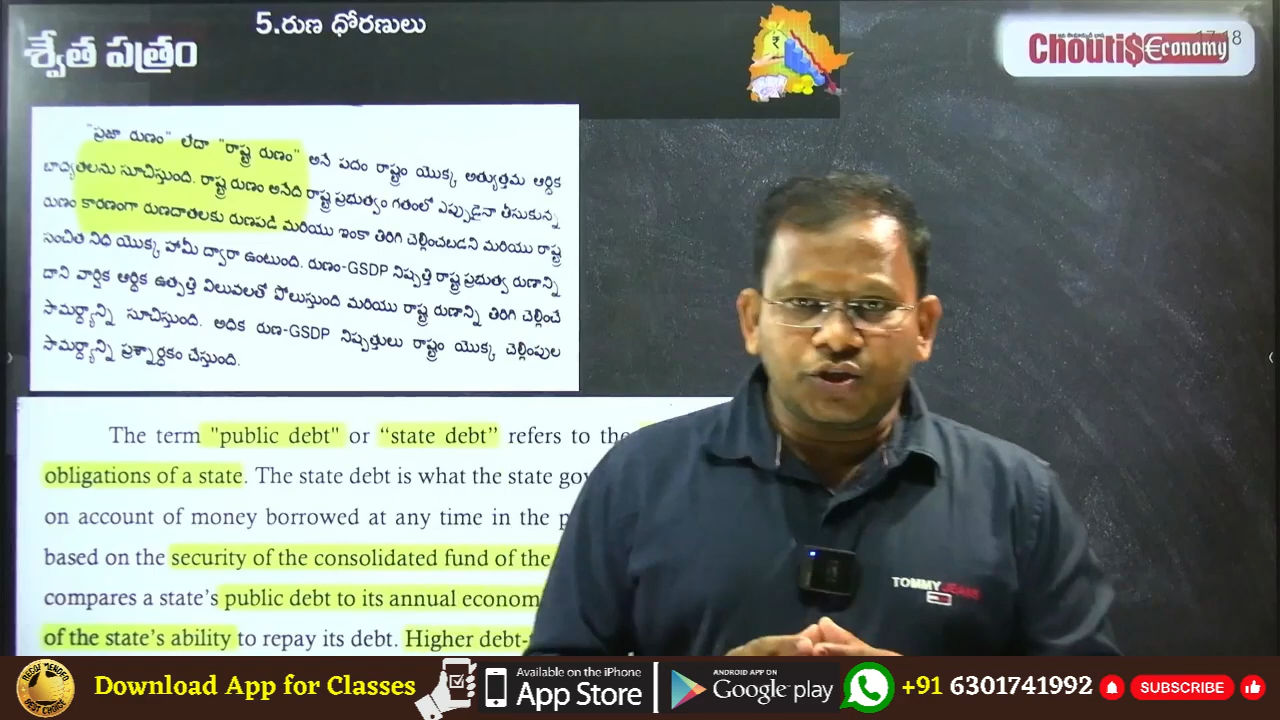 5.రుణ ధోరణులు
శ్వేత పత్రం
17-18
Chouti$€conomy
"ప్రజా రుణం" లేదా "రాష్ట్ర రుణం" అనే పదం రాష్ట్రం యొక్క అత్యుత్తమ ఆర్థిక
బాధ్యతలను సూచిస్తుంది. రాష్ట్ర రుణం అనేది రాష్ట్ర ప్రభుత్వం గతంలో ఎప్పుడైనా తీసుకున్న
రుణం కారణంగా రుణదాతలకు రుణపడి మరియు ఇంకా తిరిగి చెల్లించబడని మరియు రాష్ట్ర
సంచిత నిధి యొక్క హామీ ద్వారా ఉంటుంది. రుణం-GSDP నిష్పత్తి రాష్ట్ర ప్రభుత్వ రుణాన్ని
దాని వార్షిక ఆర్థిక ఉత్పత్తి విలువలతో పోలుస్తుంది మరియు రాష్ట్ర రుణాన్ని తిరిగి చెల్లించే
సామర్థ్యాన్ని సూచిస్తుంది. అధిక రుణ-GSDP నిష్పత్తులు రాష్ట్రం యొక్క చెల్లింపుల
సామర్థ్యాన్ని ప్రశ్నార్థకం చేస్తుంది.
The term "public debt" or “state debt” refers to the
obligations of a state. The state debt is what the state gov
on account of money borrowed at any time in the p
based on the security of the consolidated fund of the
compares a state’s public debt to its annual econom
of the state’s ability to repay its debt. Higher debt-
TOMMY JEANS
Download App for Classes
Available on the iPhone
App Store
ANDROID APP ON
Google play
+91 6301741992
SUBSCRIBE